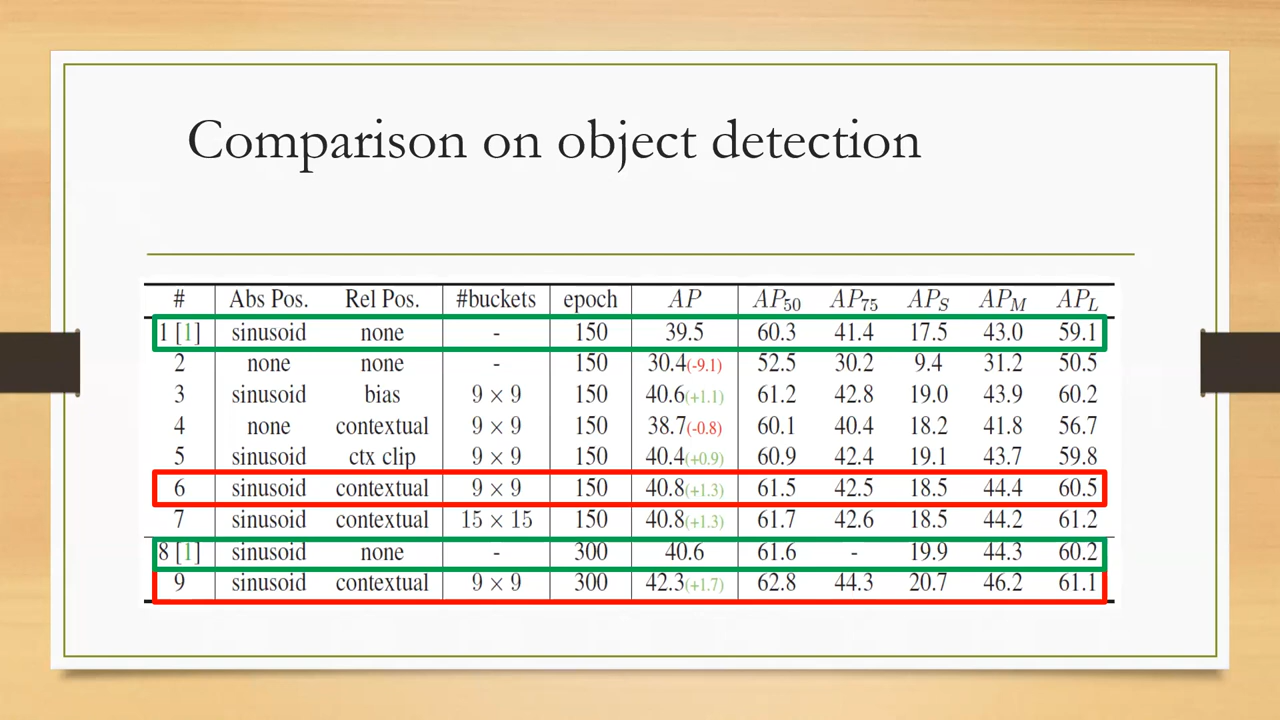 Comparison on object detection
# Abs Pos. Rel Pos. #buckets epoch AP AP50 AP75 APS APM APL
1 [1] sinusoid none - 150 39.5 60.3 41.4 17.5 43.0 59.1
2 none none - 150 30.4(-9.1) 52.5 30.2 9.4 31.2 50.5
3 sinusoid bias 9 × 9 150 40.6(+1.1) 61.2 42.8 19.0 43.9 60.2
4 none contextual 9 × 9 150 38.7(-0.8) 60.1 40.4 18.2 41.8 56.7
5 sinusoid ctx clip 9 × 9 150 40.4(+0.9) 60.9 42.4 19.1 43.7 59.8
6 sinusoid contextual 9 × 9 150 40.8(+1.3) 61.5 42.5 18.5 44.4 60.5
7 sinusoid contextual 15 × 15 150 40.8(+1.3) 61.7 42.6 18.5 44.2 61.2
8 [1] sinusoid none - 300 40.6 61.6 - 19.9 44.3 60.2
9 sinusoid contextual 9 × 9 300 42.3(+1.7) 62.8 44.3 20.7 46.2 61.1